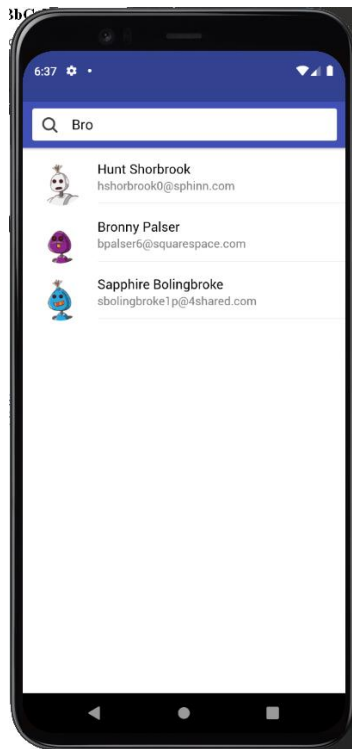 6:37
Bro
Hunt Shorbrook
hshorbrook0@sphinn.com
Bronny Palser
bpalser6@squarespace.com
Sapphire Bolingbroke
sbolingbroke1p@4shared.com